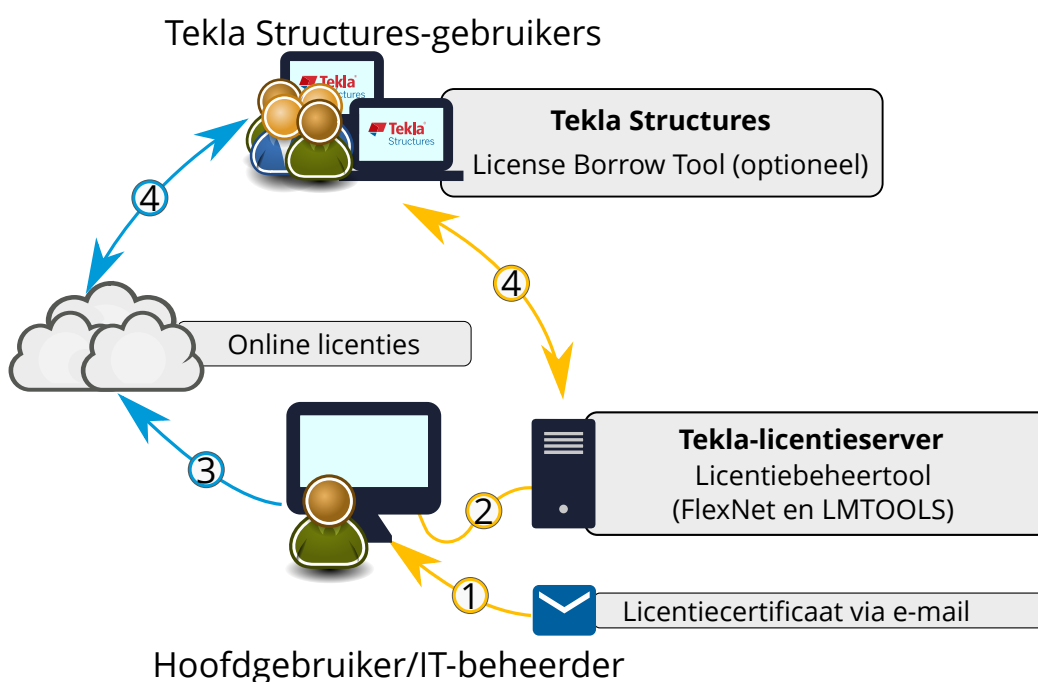 Tekla Structures-gebruikers
Tekla
Structures
Tekla
Structures
Tekla Structures
License Borrow Tool (optioneel)
4
4
Online licenties
3
2
Tekla-licentieserver
Licentiebeheertool
(FlexNet en LMTOOLS)
1
Licentiecertificaat via e-mail
Hoofdgebruiker/IT-beheerder